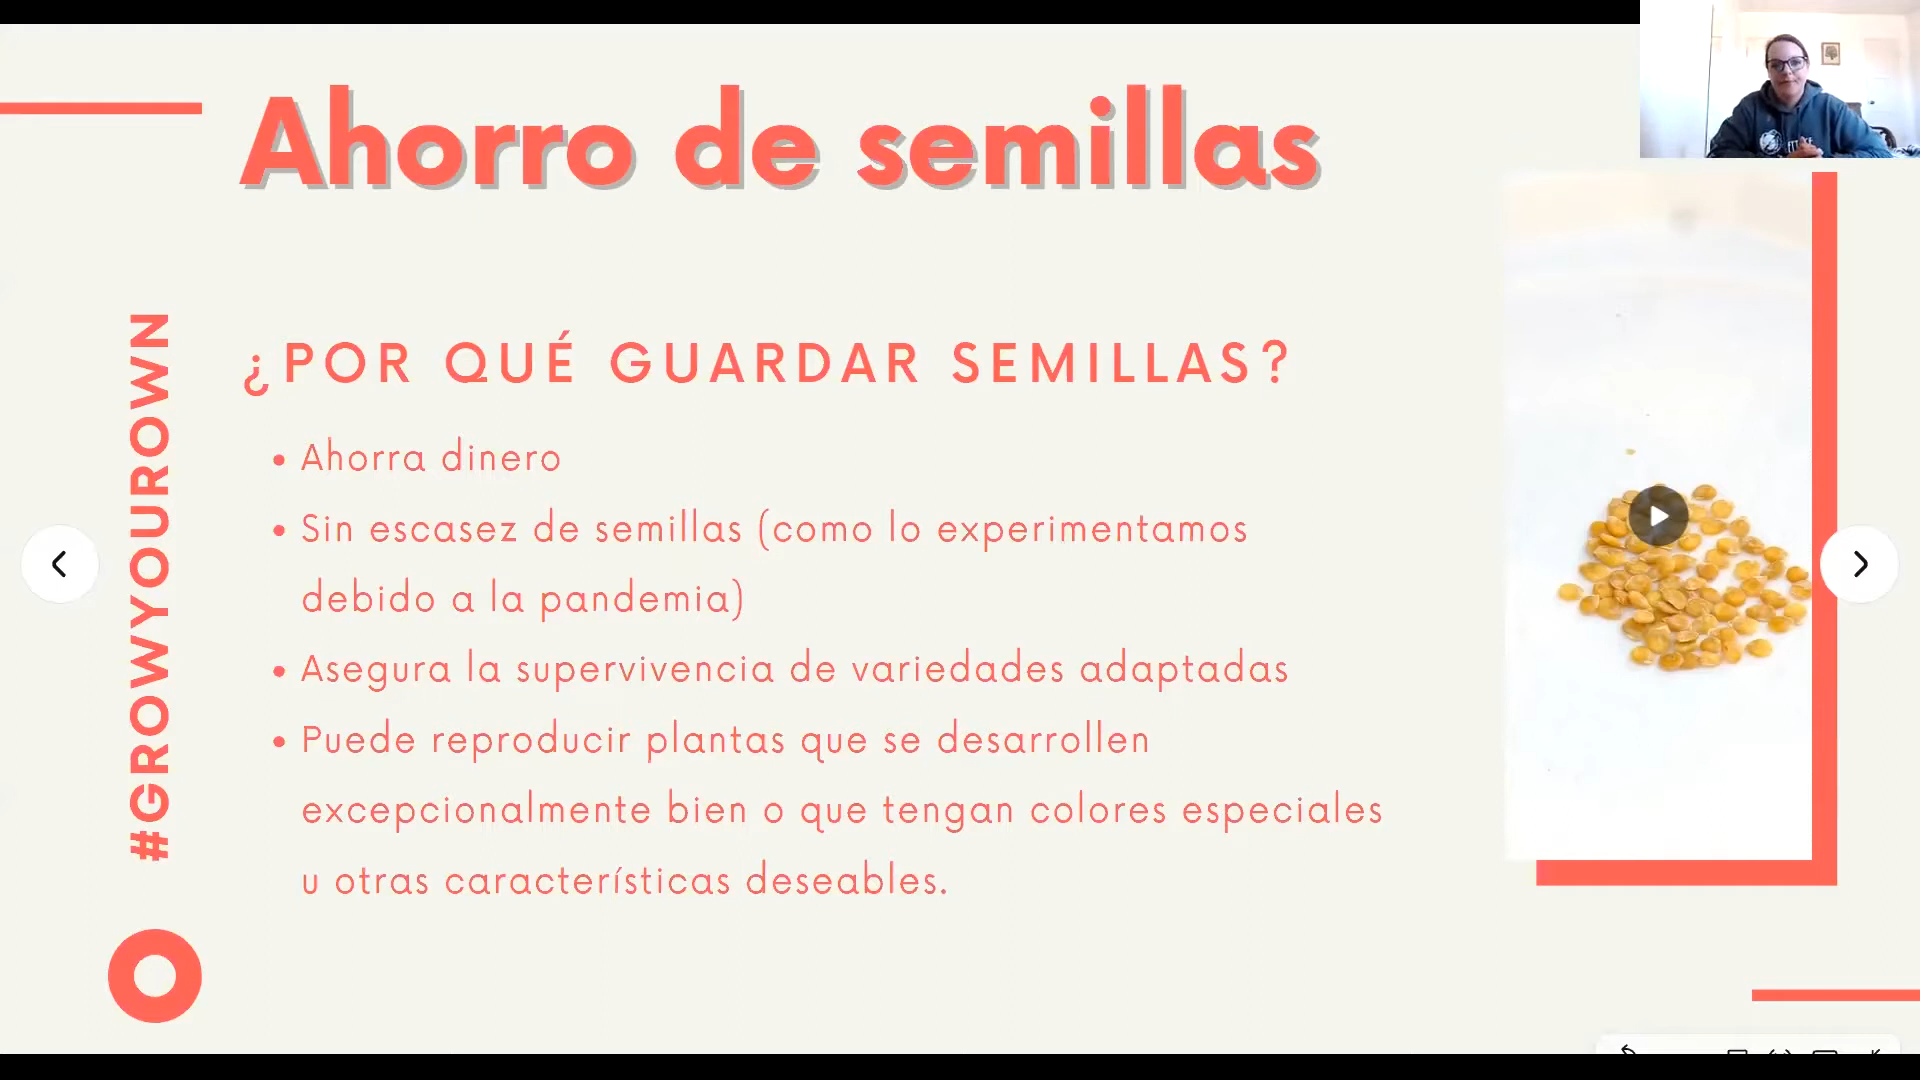 Ahorro de semillas
#GROWYOUROWN
¿POR QUÉ GUARDAR SEMILLAS?
• Ahorra dinero
• Sin escasez de semillas (como lo experimentamos
debido a la pandemia)
• Asegura la supervivencia de variedades adaptadas
• Puede reproducir plantas que se desarrollen
excepcionalmente bien o que tengan colores especiales
u otras características deseables.